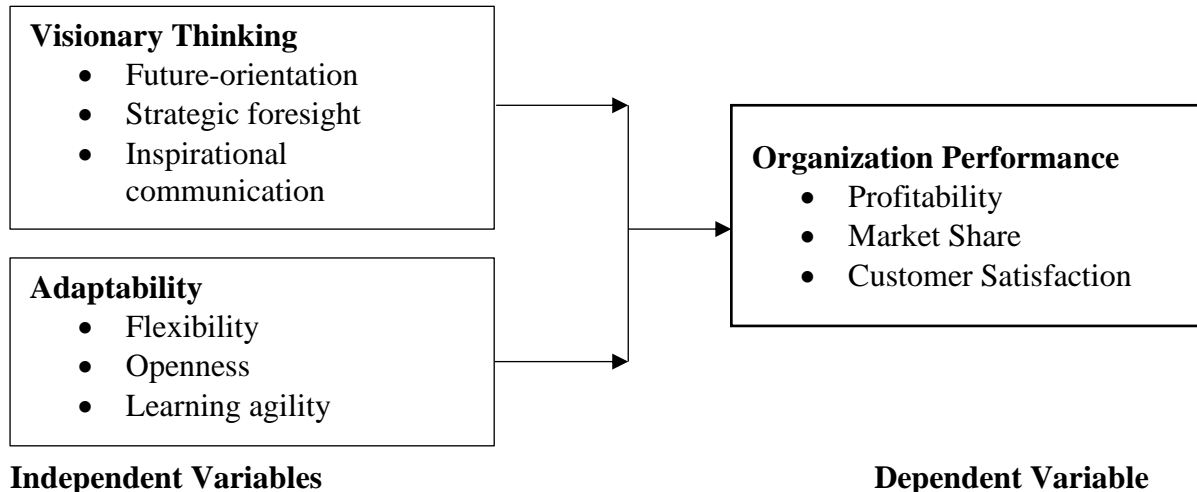 Visionary Thinking
• Future-orientation
• Strategic foresight
• Inspirational
communication
Adaptability
• Flexibility
• Openness
• Learning agility
Organization Performance
• Profitability
• Market Share
• Customer Satisfaction
Independent Variables
Dependent Variable